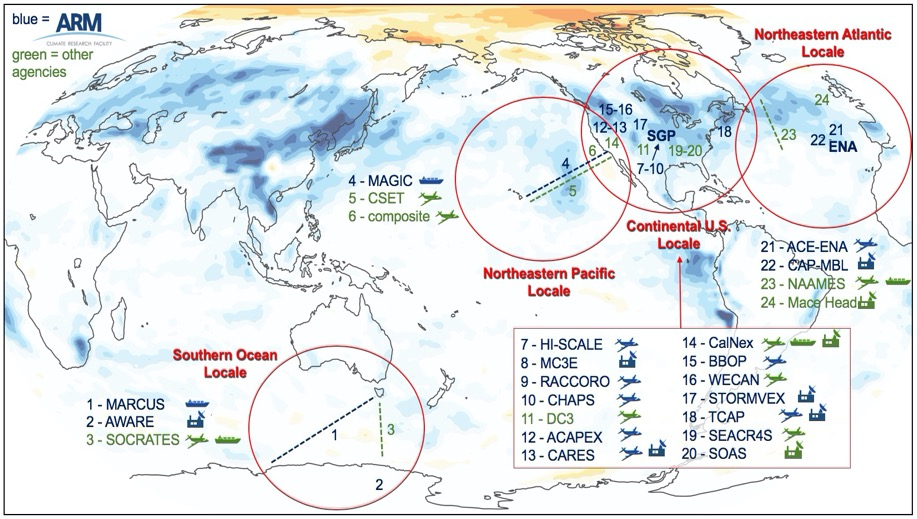 blue = ARM
CLIMATE RESEARCH FACILITY
green = other
agencies
Northeastern Atlantic
Locale
15-16
12-13
17
SGP
14
6
11
19-20
7-10
18
24
23
21
22
ENA
4
5
4 - MAGIC
5 - CSET
6 - composite
Continental U.S.
Locale
Northeastern Pacific
Locale
21 - ACE-ENA
22 - CAP-MBL
23 - NAAMES
24 - Mace Head
Southern Ocean
Locale
1 - MARCUS
2 - AWARE
3 - SOCRATES
1
3
2
7 - HI-SCALE
8 - MC3E
9 - RACCORO
10 - CHAPS
11 - DC3
12 - ACAPEX
13 - CARES
14 - CalNex
15 - BBOP
16 - WECAN
17 - STORMVEX
18 - TCAP
19 - SEACR4S
20 - SOAS